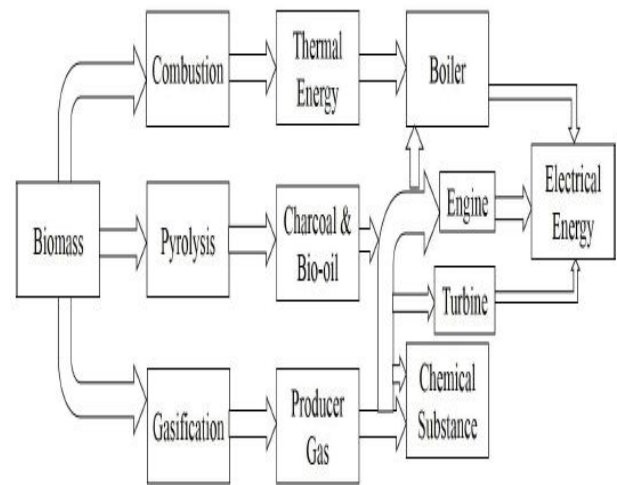 Combustion
Thermal
Energy
Boiler
Biomass
Pyrolysis
Charcoal &
Bio-oil
Engine
Electrical
Energy
Turbine
Gasification
Producer
Gas
Chemical
Substance